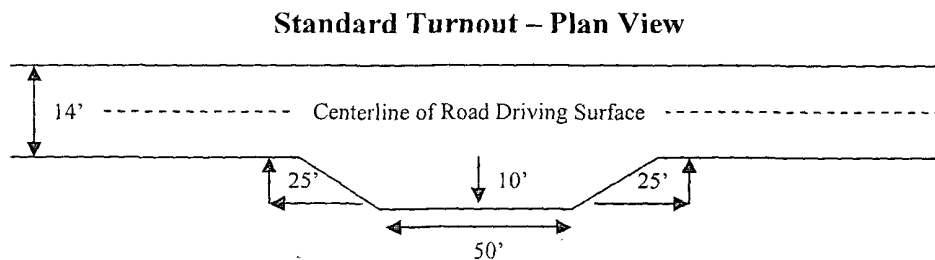 Standard Turnout – Plan View
14'
Centerline of Road Driving Surface
25'
10'
25'
50'